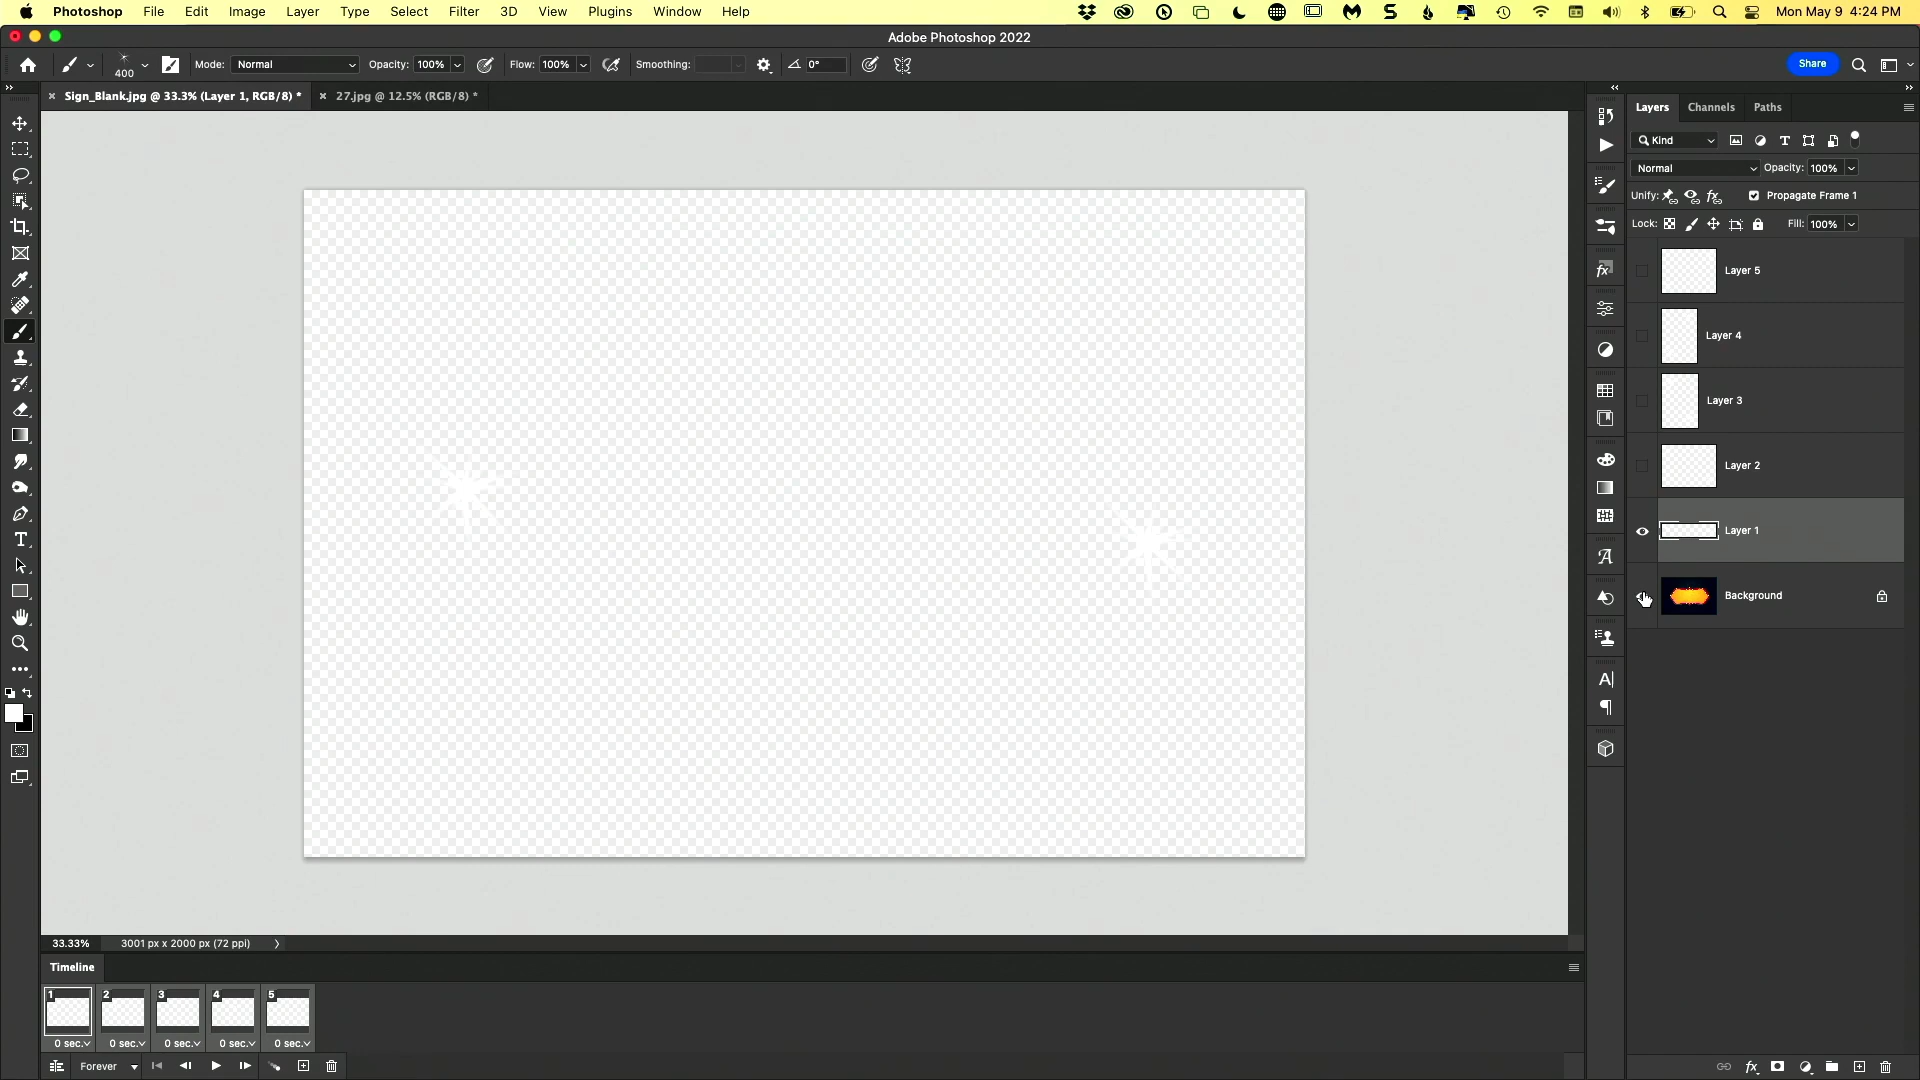 Photoshop File Edit Image Layer Type Select Filter 3D View Plugins Window Help Mon May 9 4:24 PM
Adobe Photoshop 2022
400 Mode: Normal Opacity: 100% Flow: 100% Smoothing: 0° Share
Sign_Blank.jpg @ 33.3% (Layer 1, RGB/8) * 27.jpg @ 12.5% (RGB/8) *
Layers Channels Paths
Kind
Normal Opacity: 100%
Unify: Propagate Frame 1
Lock: Fill: 100%
Layer 5
Layer 4
Layer 3
Layer 2
Layer 1
Background
33.33% 3001 px x 2000 px (72 ppi)
Timeline
1 2 3 4 5
0 sec. 0 sec. 0 sec. 0 sec. 0 sec.
Forever